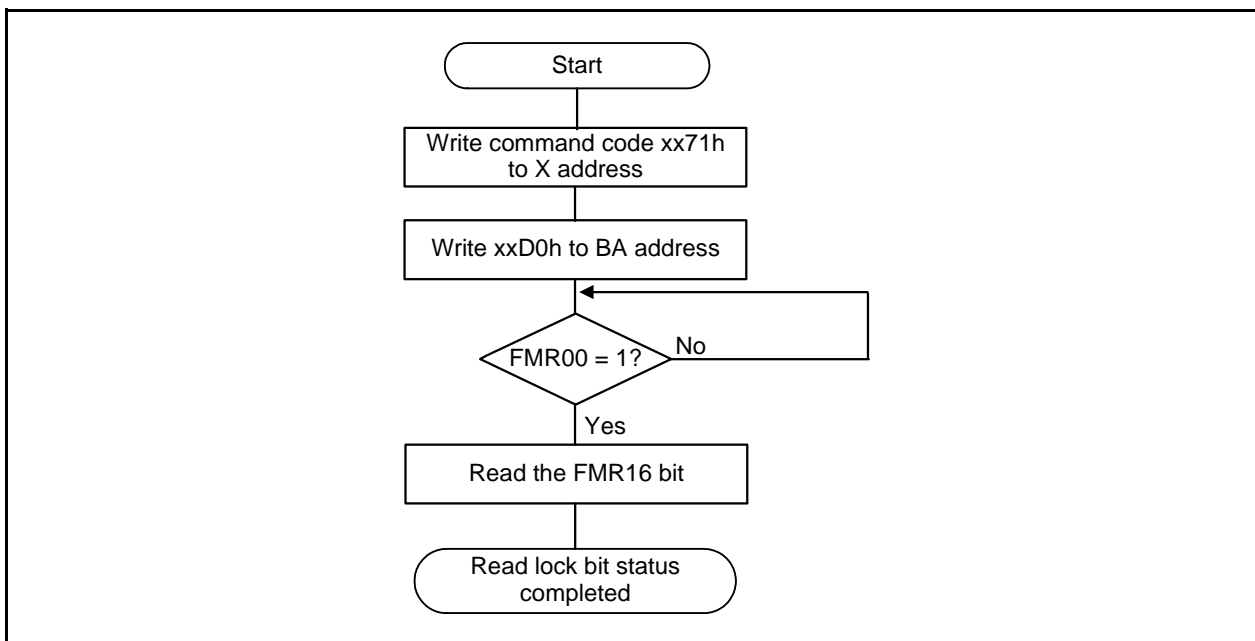 Start
Write command code xx71h
to X address
Write xxD0h to BA address
FMR00 = 1?
No
Yes
Read the FMR16 bit
Read lock bit status
completed